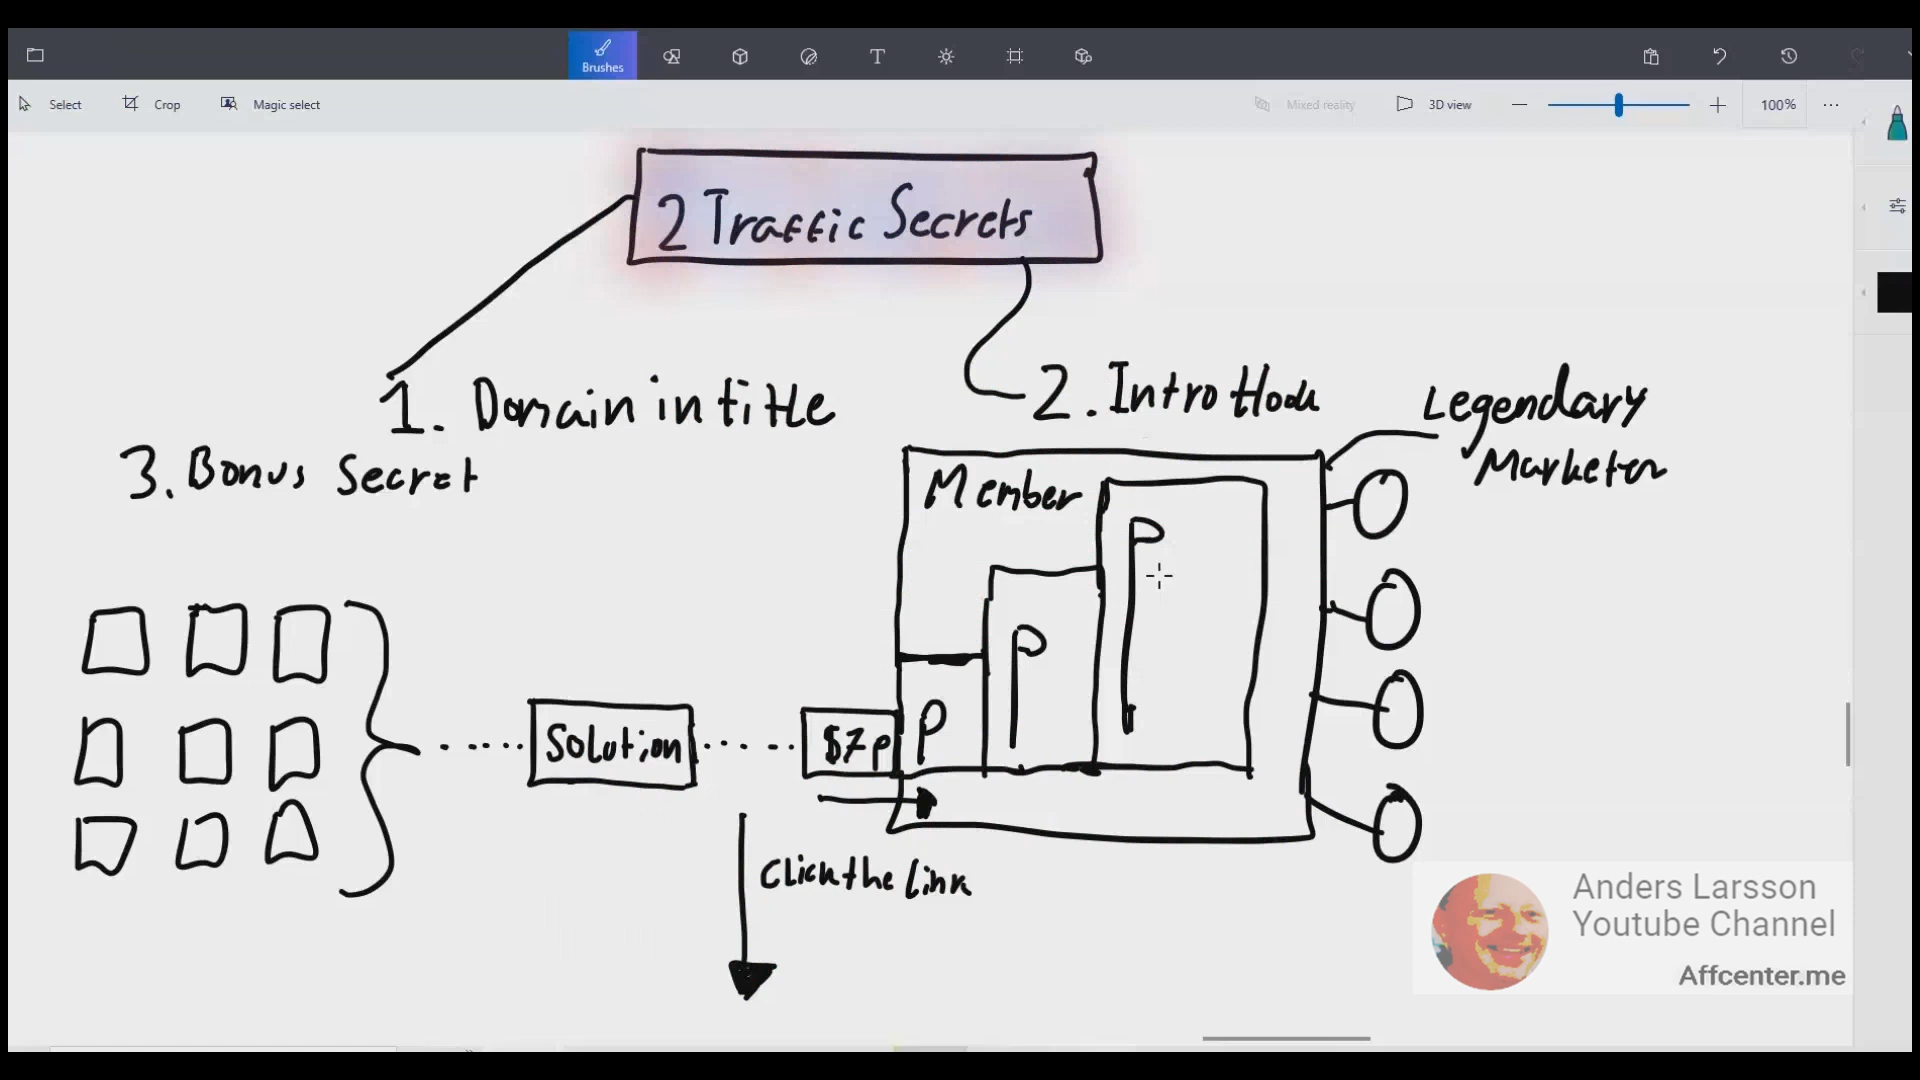 Brushes
Select Crop Magic select Mixed reality 3D view 100%
2 Traffic Secrets
1. Domain in title
2. Intro Hook
Legendary
Marketer
3. Bonus Secret
Member
P
P
Solution
$7 P
P
Click the Link
Anders Larsson
Youtube Channel
Affcenter.me